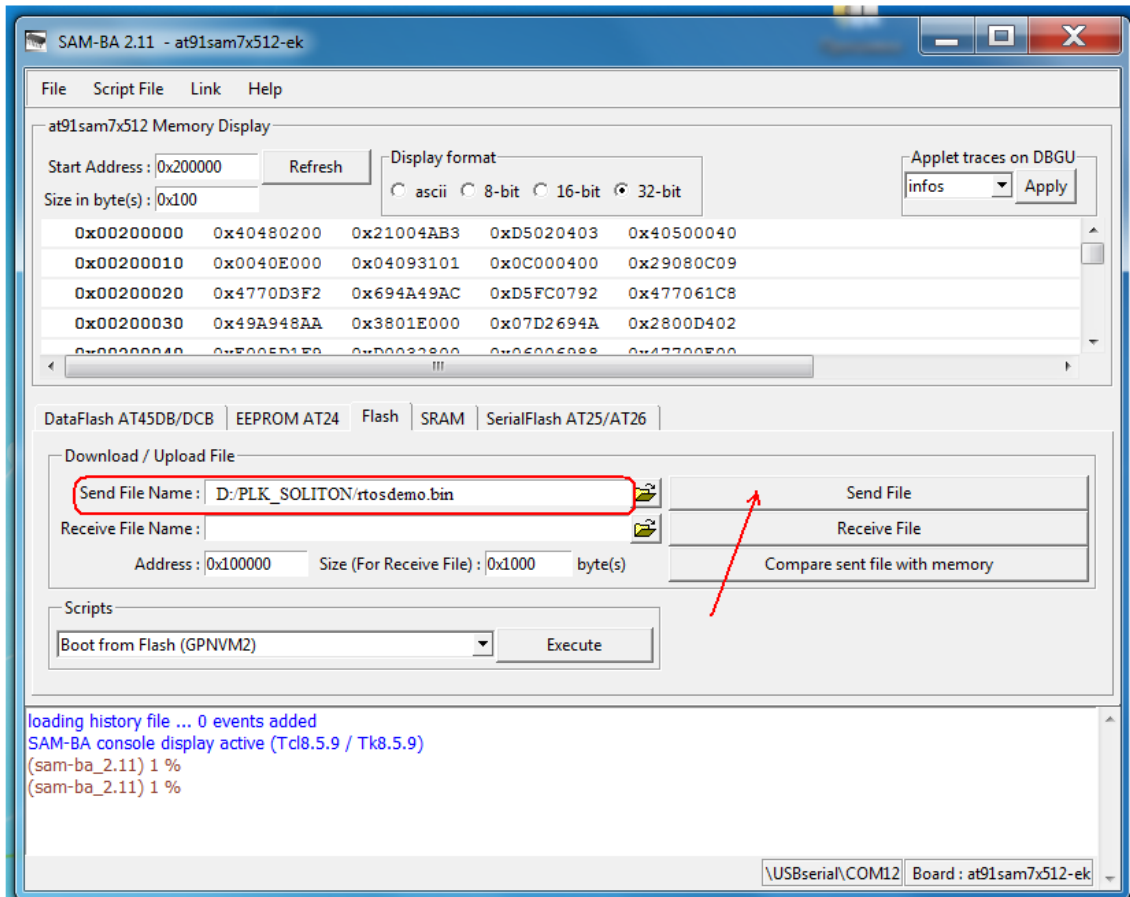 SAM-BA 2.11 - at91sam7x512-ek
File Script File Link Help
at91sam7x512 Memory Display
Start Address : 0x200000 Refresh
Size in byte(s) : 0x100
Display format
ascii 8-bit 16-bit 32-bit
Applet traces on DBGU
infos Apply
0x00200000 0x40480200 0x21004AB3 0xD5020403 0x40500040
0x00200010 0x0040E000 0x04093101 0x0C000400 0x29080C09
0x00200020 0x4770D3F2 0x694A49AC 0xD5FC0792 0x477061C8
0x00200030 0x49A948AA 0x3801E000 0x07D2694A 0x2800D402
DataFlash AT45DB/DCB EEPROM AT24 Flash SRAM SerialFlash AT25/AT26
Download / Upload File
Send File Name : D:/PLK_SOLITON/rtosdemo.bin Send File
Receive File Name : Receive File
Address : 0x100000 Size (For Receive File) : 0x1000 byte(s) Compare sent file with memory
Scripts
Boot from Flash (GPNVM2) Execute
loading history file ... 0 events added
SAM-BA console display active (Tcl8.5.9 / Tk8.5.9)
(sam-ba_2.11) 1 %
(sam-ba_2.11) 1 %
\USBserial\COM12 Board : at91sam7x512-ek